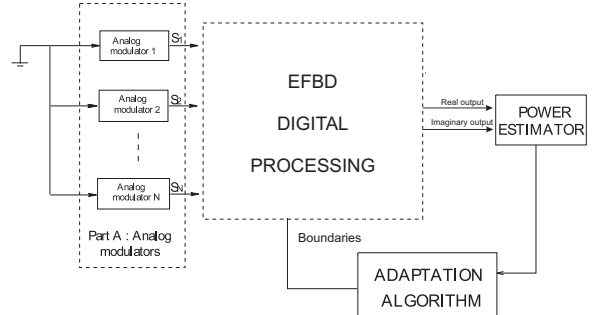 Analog
modulator 1
S1
Analog
modulator 2
S2
Analog
modulator N
SN
Part A : Analog
modulators
EFBD
DIGITAL
PROCESSING
Real output
Imaginary output
POWER
ESTIMATOR
Boundaries
ADAPTATION
ALGORITHM